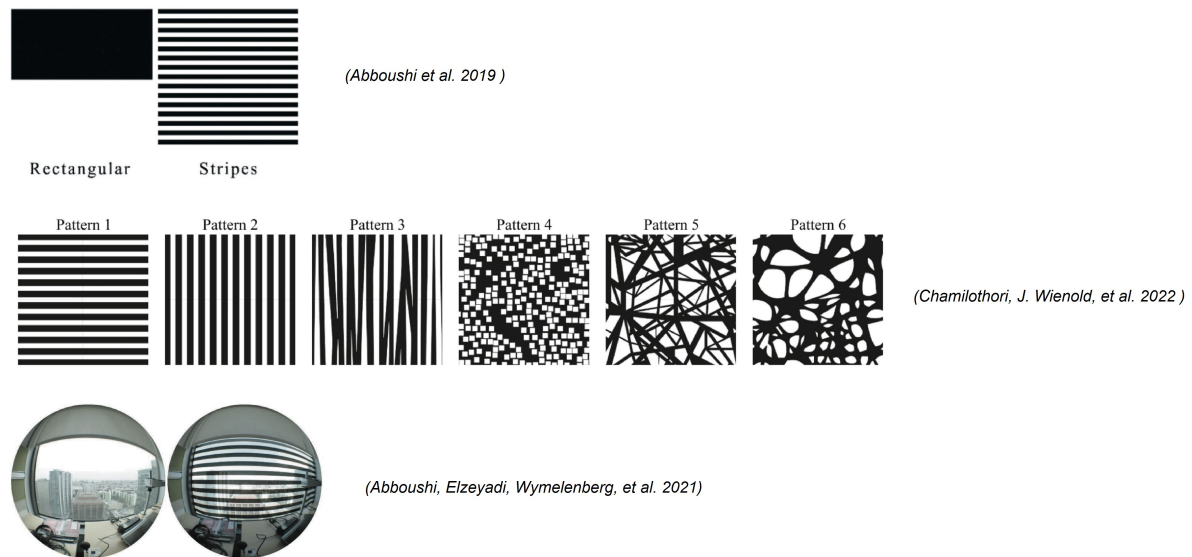 (Abboushi et al. 2019 )
Rectangular Stripes
Pattern 1 Pattern 2 Pattern 3 Pattern 4 Pattern 5 Pattern 6
(Chamilothori, J. Wienold, et al. 2022 )
(Abboushi, Elzeyadi, Wymelenberg, et al. 2021)